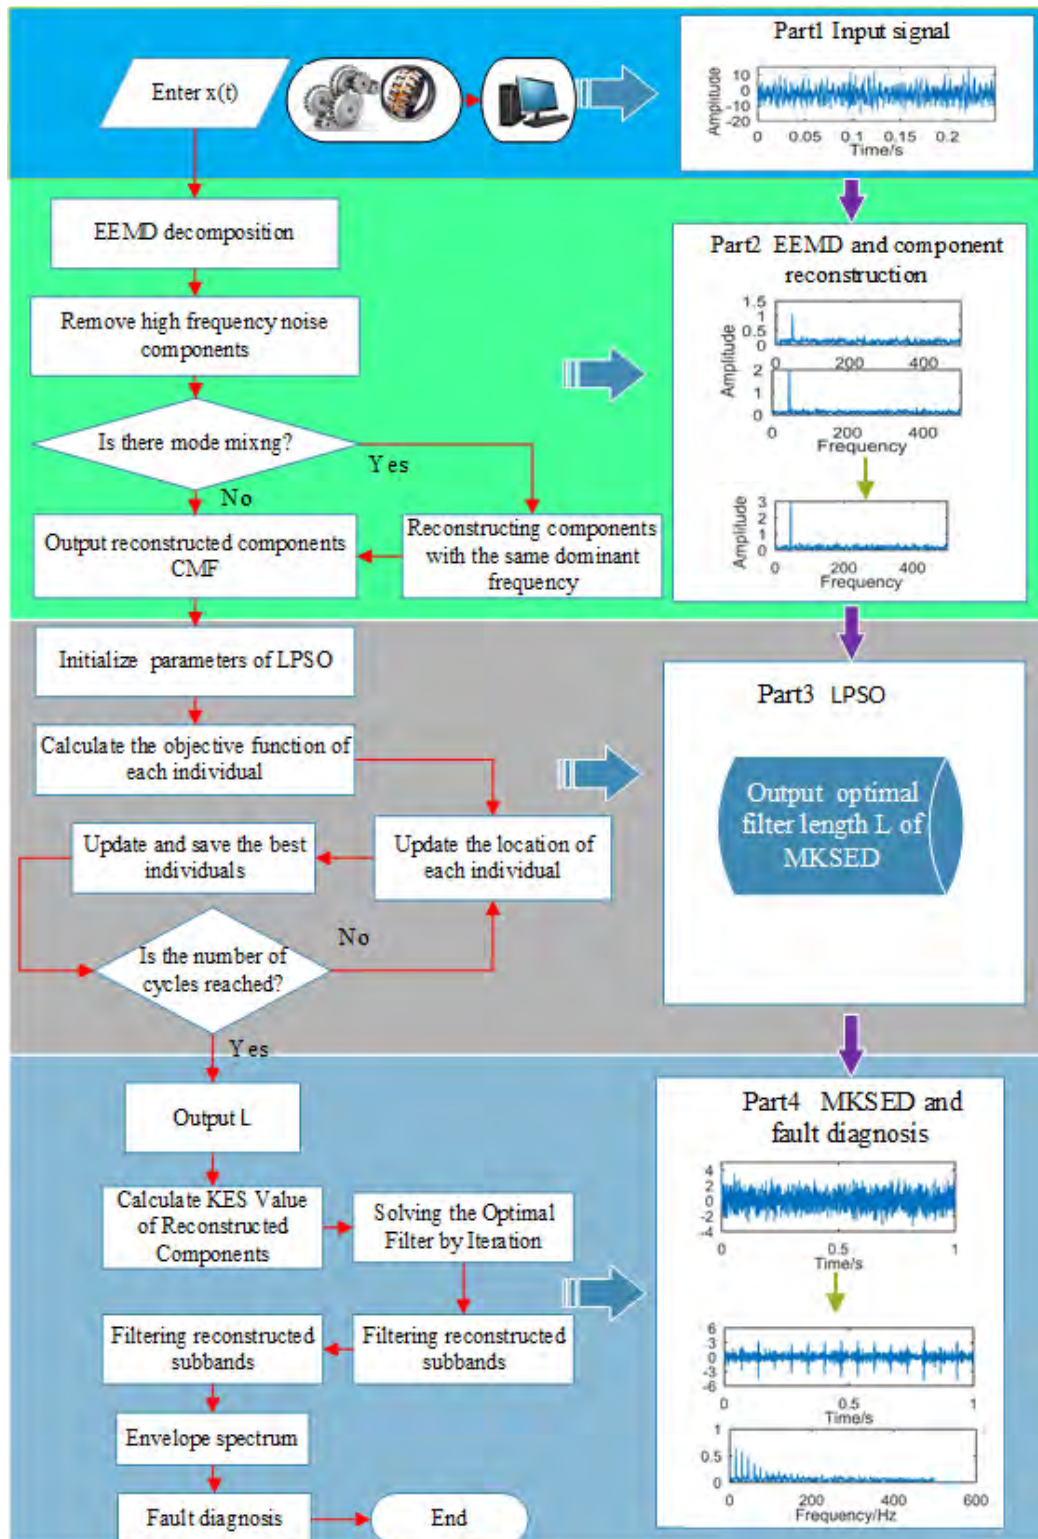 Part1 Input signal
Enter x(t)
Amplitude
10
0
-10
-20
0 0.05 0.1 0.15 0.2
Time/s
EEMD decomposition
Remove high frequency noise
components
Is there mode mixng?
Yes
No
Output reconstructed components
CMF
Reconstructing components
with the same dominant
frequency
Part2 EEMD and component
reconstruction
Amplitude
1.5
1
0.5
0
0 200 400
2
1
0
0 200 400
Frequency
Amplitude
3
2
1
0
0 200 400
Frequency
Initialize parameters of LPSO
Calculate the objective function of
each individual
Update and save the best
individuals
Update the location of
each individual
Is the number of
cycles reached?
No
Yes
Part3 LPSO
Output optimal
filter length L of
MKSED
Output L
Calculate KES Value
of Reconstructed
Components
Solving the Optimal
Filter by Iteration
Filtering reconstructed
subbands
Filtering reconstructed
subbands
Envelope spectrum
Fault diagnosis
End
Part4 MKSED and
fault diagnosis
4
2
0
-2
-4
0 0.5 1
Time/s
6
3
0
-3
-6
0 0.5 1
Time/s
1
0.5
0
0 200 400 600
Frequency/Hz